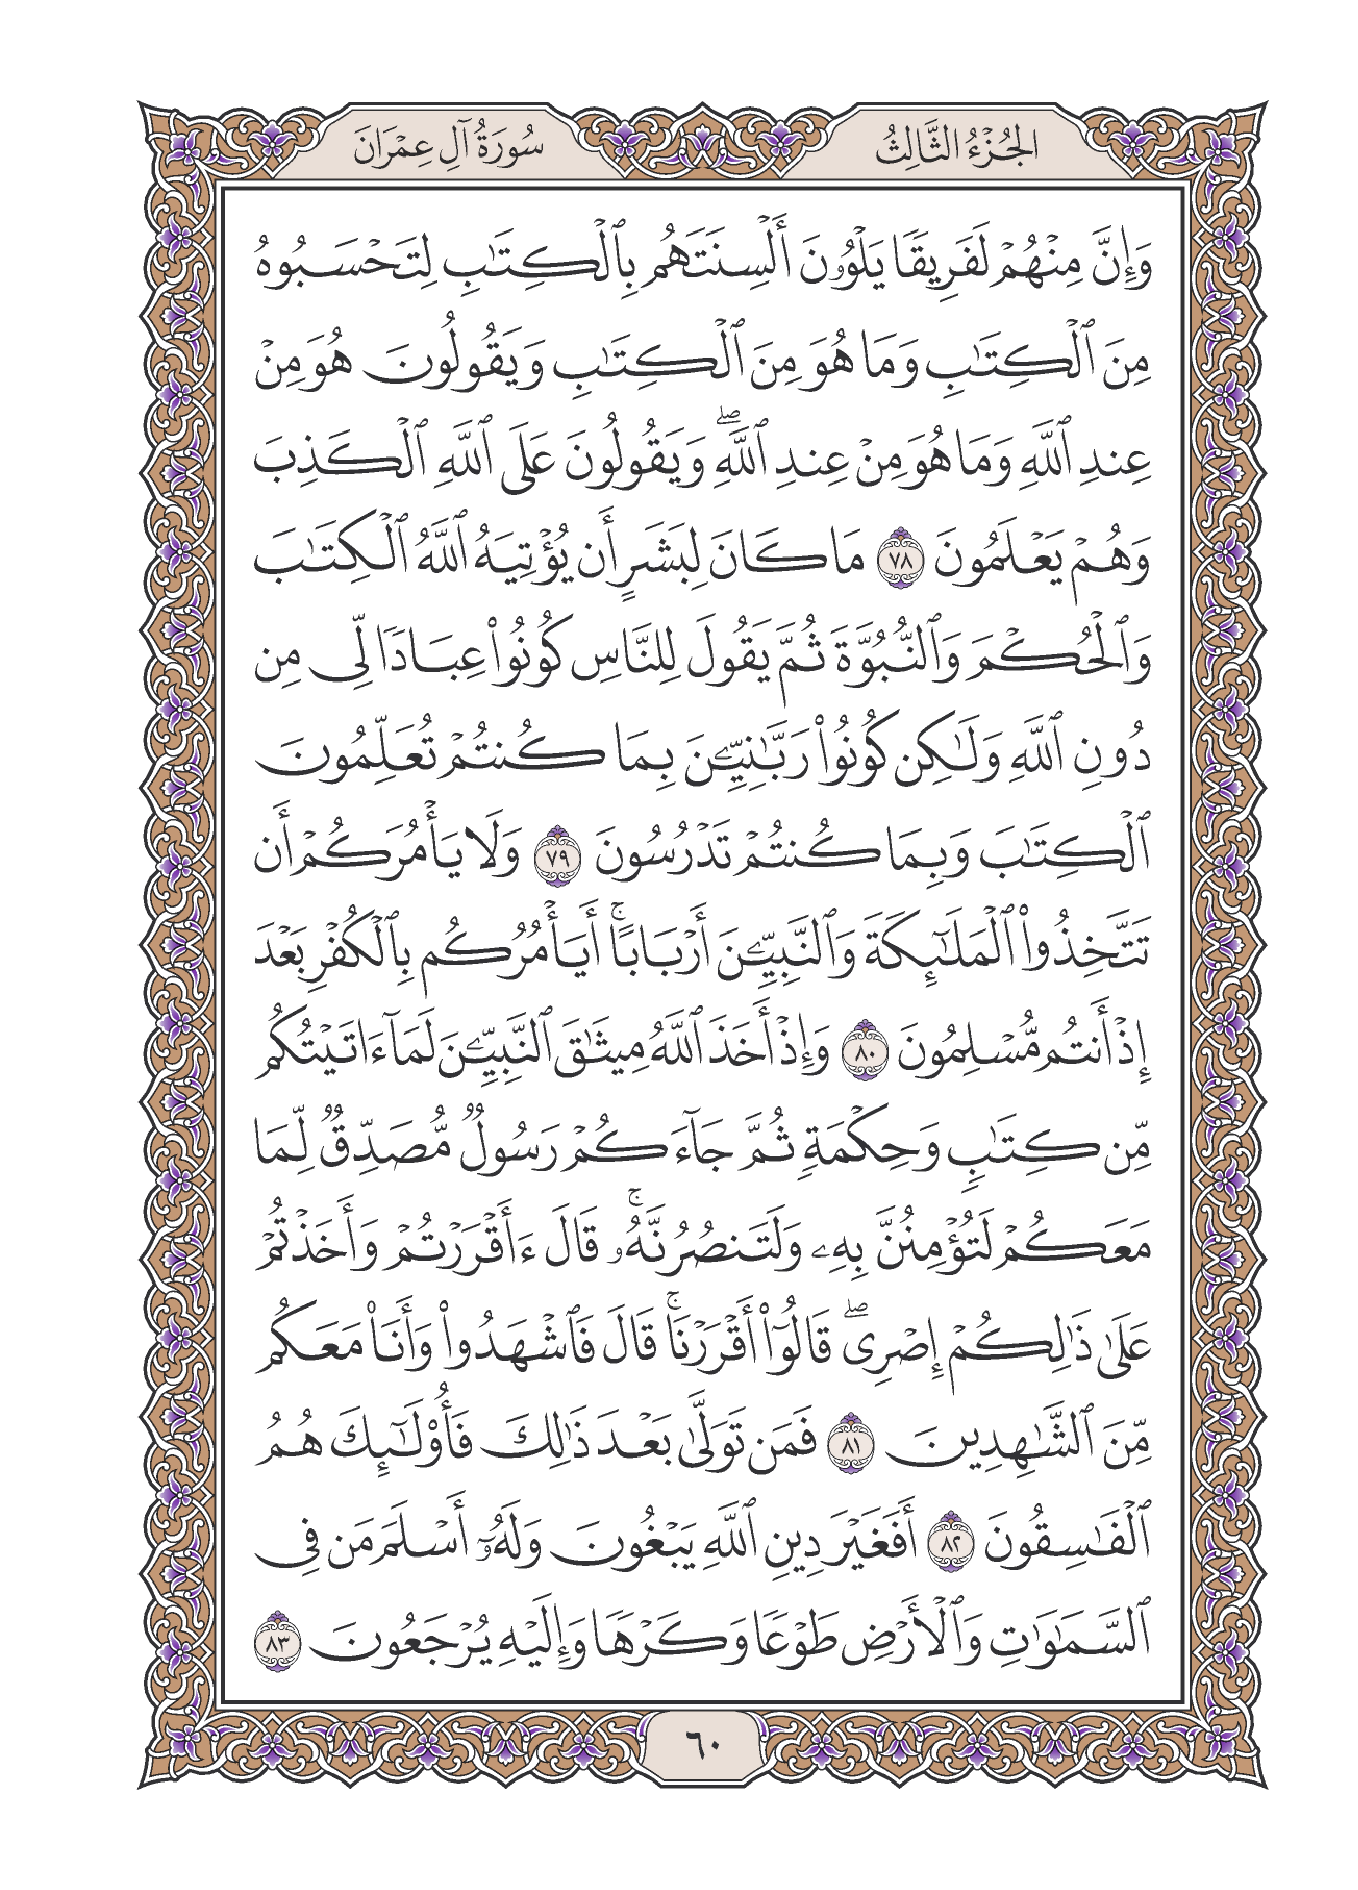 الجُزْءُ الثَّالِثُ
سُورَةُ آلِ عِمْرَانَ
وَإِنَّ مِنْهُمْ لَفَرِيقًا يَلْوُۥنَ أَلْسِنَتَهُم بِٱلْكِتَٰبِ لِتَحْسَبُوهُ
مِنَ ٱلْكِتَٰبِ وَمَا هُوَ مِنَ ٱلْكِتَٰبِ وَيَقُولُونَ هُوَ مِنْ
عِندِ ٱللَّهِ وَمَا هُوَ مِنْ عِندِ ٱللَّهِۖ وَيَقُولُونَ عَلَى ٱللَّهِ ٱلْكَذِبَ
وَهُمْ يَعْلَمُونَ ٧٨ مَا كَانَ لِبَشَرٍ أَن يُؤْتِيَهُ ٱللَّهُ ٱلْكِتَٰبَ
وَٱلْحُكْمَ وَٱلنُّبُوَّةَ ثُمَّ يَقُولَ لِلنَّاسِ كُونُوا۟ عِبَادًا لِّى مِن
دُونِ ٱللَّهِ وَلَٰكِن كُونُوا۟ رَبَّٰنِيِّۦنَ بِمَا كُنتُمْ تُعَلِّمُونَ
ٱلْكِتَٰبَ وَبِمَا كُنتُمْ تَدْرُسُونَ ٧٩ وَلَا يَأْمُرَكُمْ أَن
تَتَّخِذُوا۟ ٱلْمَلَٰٓئِكَةَ وَٱلنَّبِيِّۦنَ أَرْبَابًاۚ أَيَأْمُرُكُم بِٱلْكُفْرِ بَعْدَ
إِذْ أَنتُم مُّسْلِمُونَ ٨٠ وَإِذْ أَخَذَ ٱللَّهُ مِيثَٰقَ ٱلنَّبِيِّۦنَ لَمَآ ءَاتَيْتُكُم
مِّن كِتَٰبٍ وَحِكْمَةٍ ثُمَّ جَآءَكُمْ رَسُولٌ مُّصَدِّقٌ لِّمَا
مَعَكُمْ لَتُؤْمِنُنَّ بِهِۦ وَلَتَنصُرُنَّهُۥۚ قَالَ ءَأَقْرَرْتُمْ وَأَخَذْتُمْ
عَلَىٰ ذَٰلِكُمْ إِصْرِىۖ قَالُوٓا۟ أَقْرَرْنَاۚ قَالَ فَٱشْهَدُوا۟ وَأَنَا۠ مَعَكُم
مِّنَ ٱلشَّٰهِدِينَ ٨١ فَمَن تَوَلَّىٰ بَعْدَ ذَٰلِكَ فَأُو۟لَٰٓئِكَ هُمُ
ٱلْفَٰسِقُونَ ٨٢ أَفَغَيْرَ دِينِ ٱللَّهِ يَبْغُونَ وَلَهُۥٓ أَسْلَمَ مَن فِى
ٱلسَّمَٰوَٰتِ وَٱلْأَرْضِ طَوْعًا وَكَرْهًا وَإِلَيْهِ يُرْجَعُونَ ٨٣
٦٠